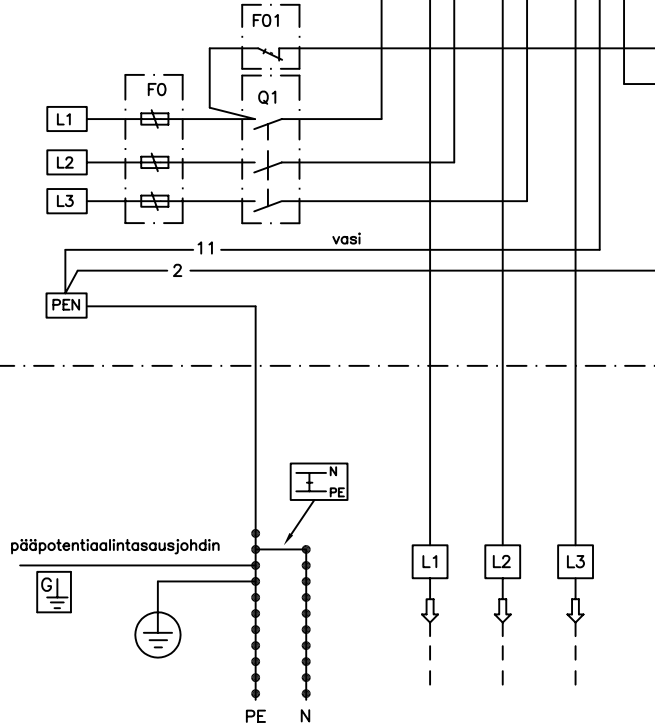 F01
F0
Q1
L1
L2
L3
vasi
11
2
PEN
N
PE
pääpotentiaalintasausjohdin
L1
L2
L3
G
PE
N